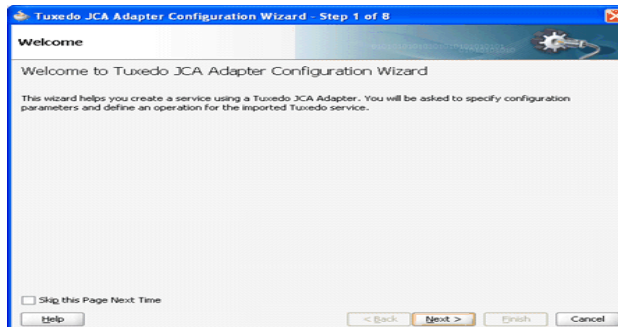 Tuxedo JCA Adapter Configuration Wizard - Step 1 of 8
Welcome
Welcome to Tuxedo JCA Adapter Configuration Wizard
This wizard helps you create a service using a Tuxedo JCA Adapter. You will be asked to specify configuration
parameters and define an operation for the imported Tuxedo service.
Skip this Page Next Time
Help
< Back
Next >
Finish
Cancel